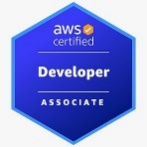 aws
certified
Developer
ASSOCIATE